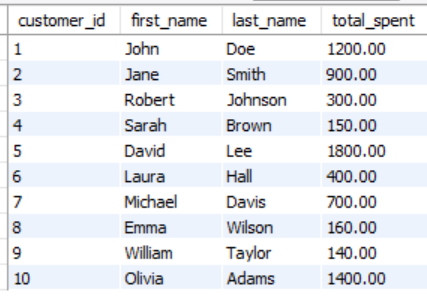 customer_id first_name last_name total_spent
1 John Doe 1200.00
2 Jane Smith 900.00
3 Robert Johnson 300.00
4 Sarah Brown 150.00
5 David Lee 1800.00
6 Laura Hall 400.00
7 Michael Davis 700.00
8 Emma Wilson 160.00
9 William Taylor 140.00
10 Olivia Adams 1400.00